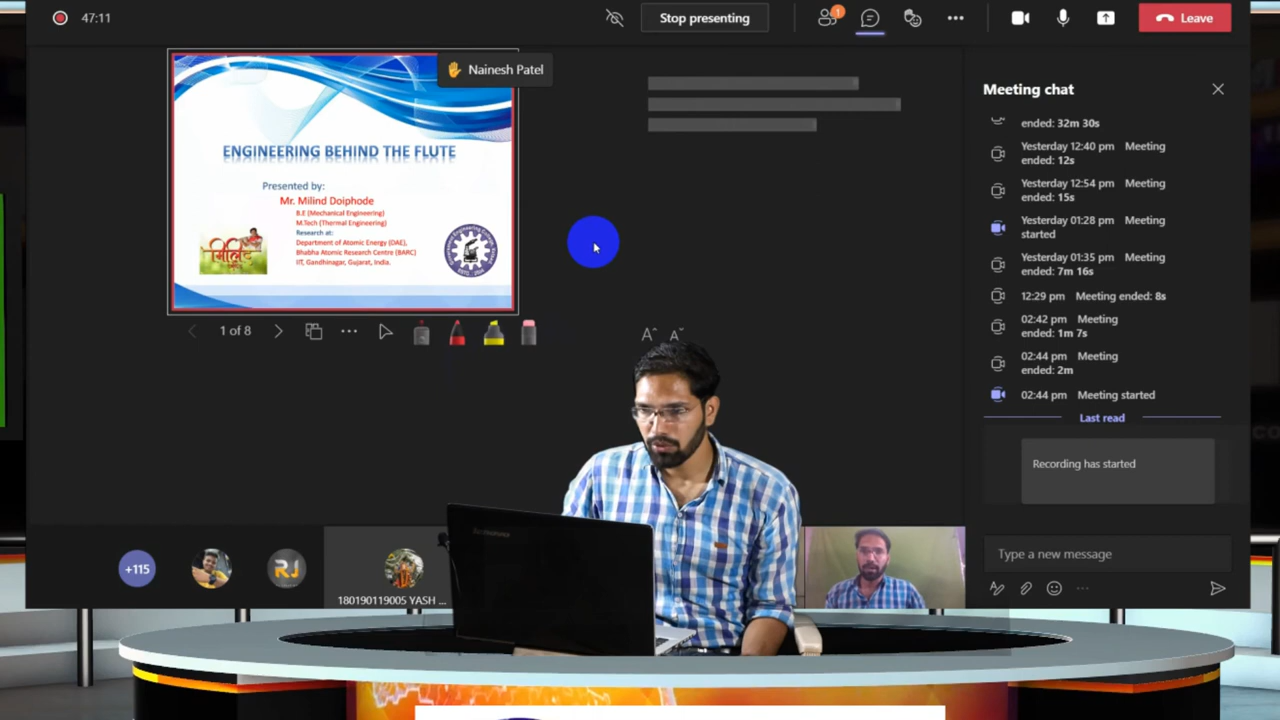 47:11
Stop presenting
1
Leave
Nainesh Patel
ENGINEERING BEHIND THE FLUTE
Presented by:
Mr. Milind Doiphode
B.E (Mechanical Engineering)
M.Tech (Thermal Engineering)
Research at:
Department of Atomic Energy (DAE),
Bhabha Atomic Research Centre (BARC)
IIT, Gandhinagar, Gujarat, India.
मिलिंद
1 of 8
Meeting chat
ended: 32m 30s
Yesterday 12:40 pm Meeting
ended: 12s
Yesterday 12:54 pm Meeting
ended: 15s
Yesterday 01:28 pm Meeting
started
Yesterday 01:35 pm Meeting
ended: 7m 16s
12:29 pm Meeting ended: 8s
02:42 pm Meeting
ended: 1m 7s
02:44 pm Meeting
ended: 2m
02:44 pm Meeting started
Last read
Recording has started
Type a new message
+115
RJ
180190119005 YASH ...